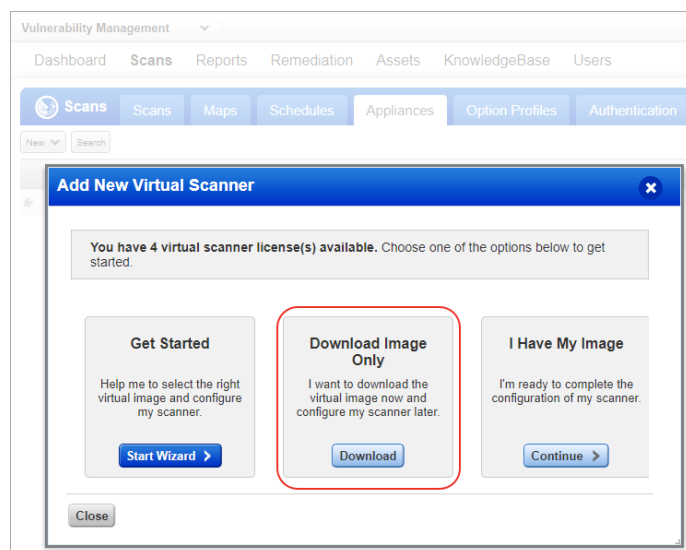 Vulnerability Management
Dashboard Scans Reports Remediation Assets KnowledgeBase Users
Scans Scans Maps Schedules Appliances Option Profiles Authentication
New Search
Add New Virtual Scanner
You have 4 virtual scanner license(s) available. Choose one of the options below to get
started.
Get Started
Help me to select the right
virtual image and configure
my scanner.
Start Wizard
Download Image
Only
I want to download the
virtual image now and
configure my scanner later.
Download
I Have My Image
I'm ready to complete the
configuration of my scanner.
Continue
Close